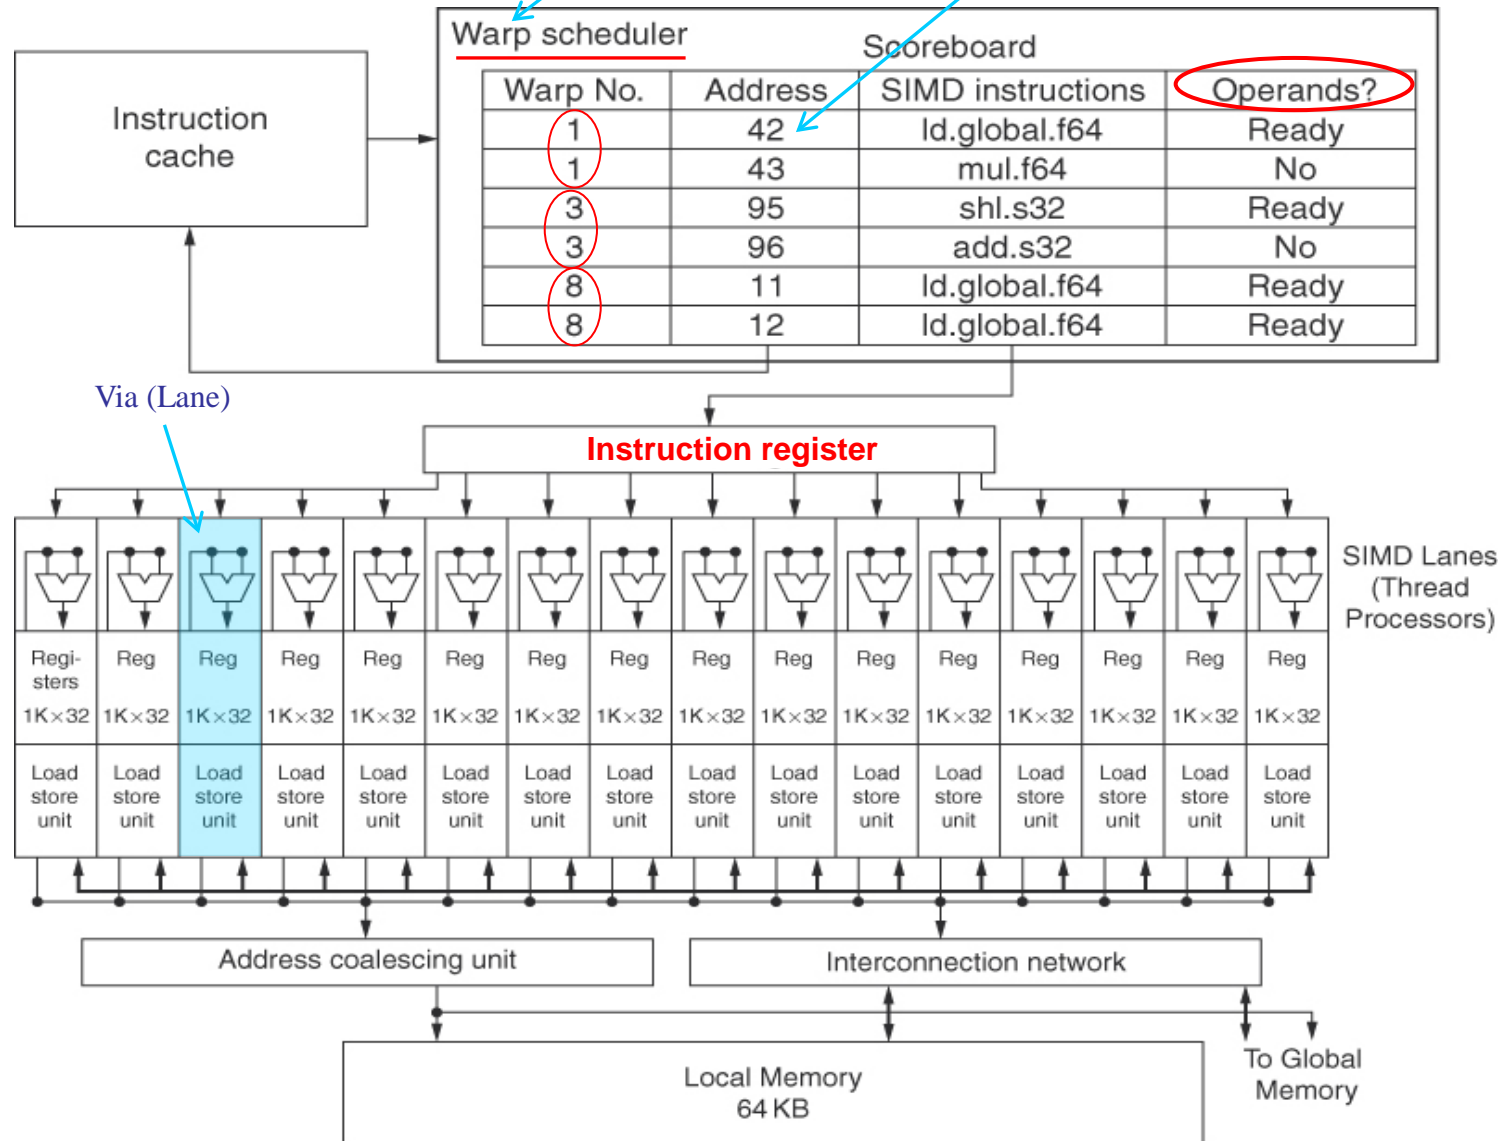 Warp scheduler
Scoreboard
Warp No. Address SIMD instructions Operands?
1 42 ld.global.f64 Ready
1 43 mul.f64 No
3 95 shl.s32 Ready
3 96 add.s32 No
8 11 ld.global.f64 Ready
8 12 ld.global.f64 Ready
Instruction
cache
Via (Lane)
Instruction register
SIMD Lanes
(Thread
Processors)
Regi- Reg Reg Reg Reg Reg Reg Reg Reg Reg Reg Reg Reg Reg Reg Reg
sters
1K×32 1K×32 1K×32 1K×32 1K×32 1K×32 1K×32 1K×32 1K×32 1K×32 1K×32 1K×32 1K×32 1K×32 1K×32 1K×32
Load Load Load Load Load Load Load Load Load Load Load Load Load Load Load Load
store store store store store store store store store store store store store store store store
unit unit unit unit unit unit unit unit unit unit unit unit unit unit unit unit
Address coalescing unit
Interconnection network
Local Memory
64 KB
To Global
Memory